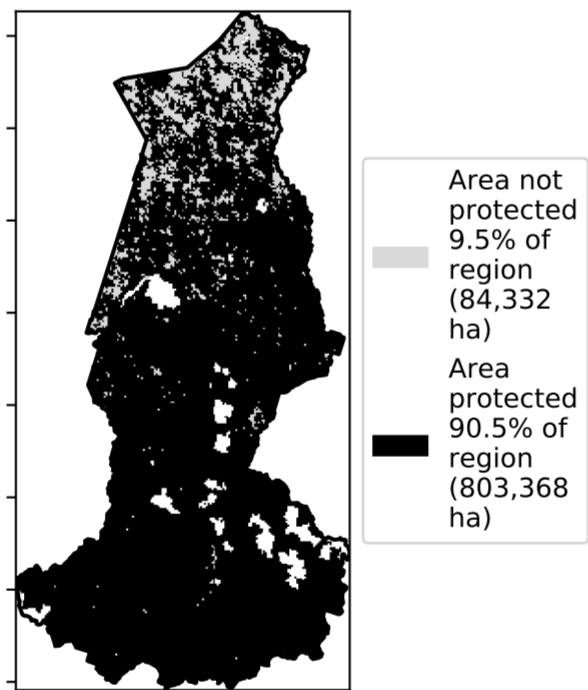 Area not
protected
9.5% of
region
(84,332
ha)
Area
protected
90.5% of
region
(803,368
ha)